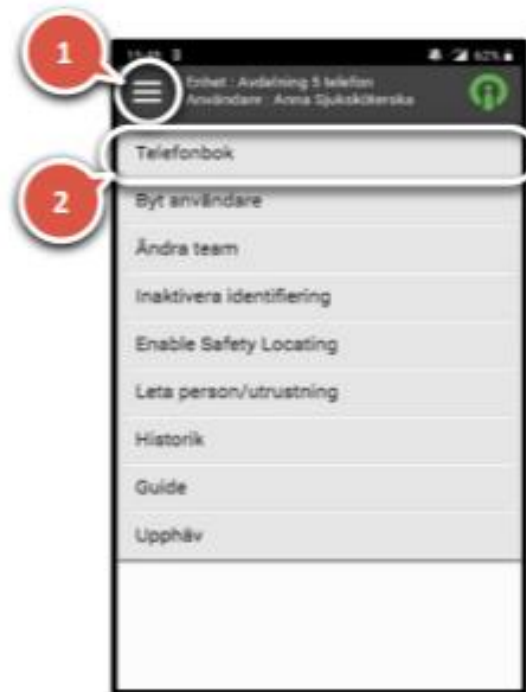 1
62%
Enhet : Avdelning 5 telefon
Användare : Anna Sjuksköterska
Telefonbok
2
Byt användare
Ändra team
Inaktivera identifiering
Enable Safety Locating
Leta person/utrustning
Historik
Guide
Upphäv